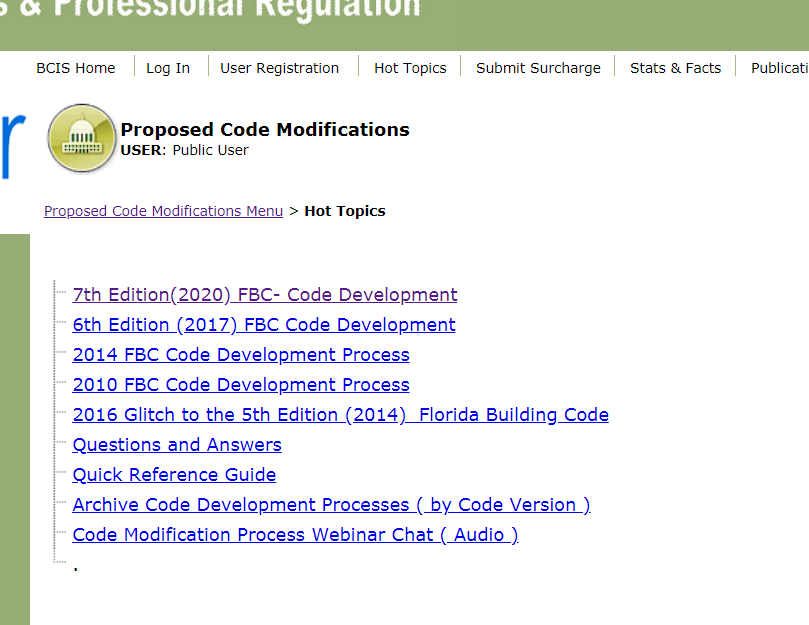 & Professional Regulation
BCIS Home Log In User Registration Hot Topics Submit Surcharge Stats & Facts
Proposed Code Modifications
USER: Public User
Proposed Code Modifications Menu > Hot Topics
7th Edition(2020) FBC- Code Development
6th Edition (2017) FBC Code Development
2014 FBC Code Development Process
2010 FBC Code Development Process
2016 Glitch to the 5th Edition (2014)  Florida Building Code
Questions and Answers
Quick Reference Guide
Archive Code Development Processes ( by Code Version )
Code Modification Process Webinar Chat ( Audio )
.